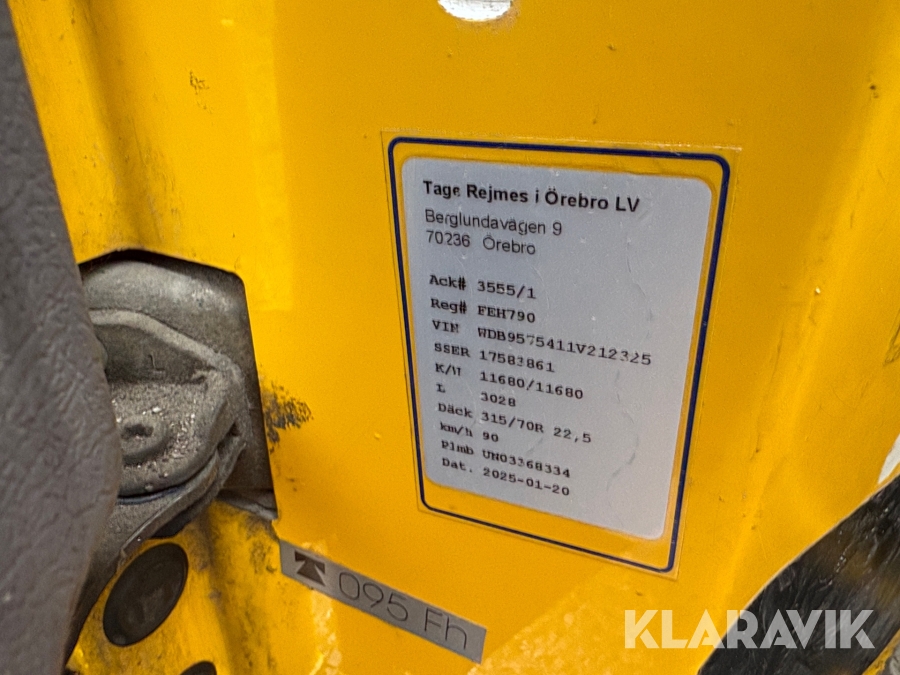 Tage Rejmes i Örebro LV
Berglundavägen 9
70236 Örebro
Ack# 3555/1
Reg# FEH790
VIN WDB9575411V212325
SSER 17583861
K/W 11680/11680
L 3028
Däck 315/70R 22,5
km/h 90
Plmb UN03368334
Dat. 2025-01-20
1
095 Fh
KLARAVIK